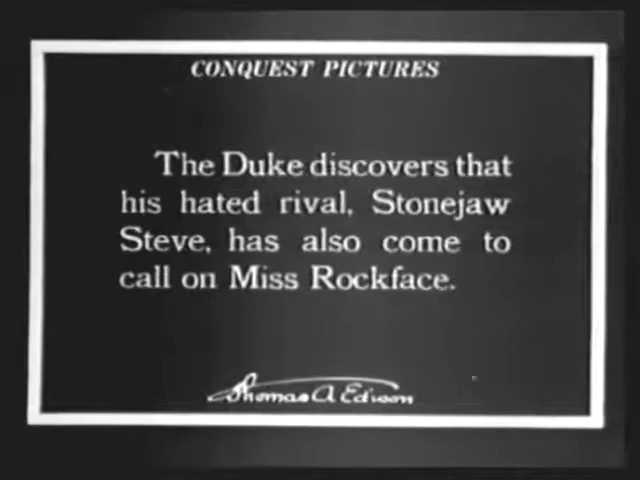 CONQUEST PICTURES
The Duke discovers that
his hated rival, Stonejaw
Steve, has also come to
call on Miss Rockface.
Thomas A. Edison